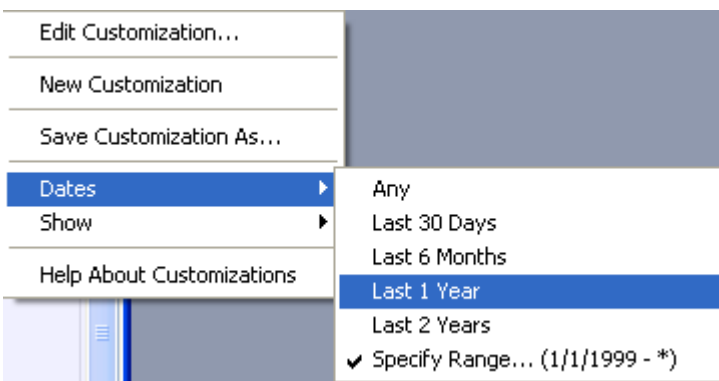 Edit Customization...
New Customization
Save Customization As...
Dates
Show
Help About Customizations
Any
Last 30 Days
Last 6 Months
Last 1 Year
Last 2 Years
Specify Range... (1/1/1999 - *)